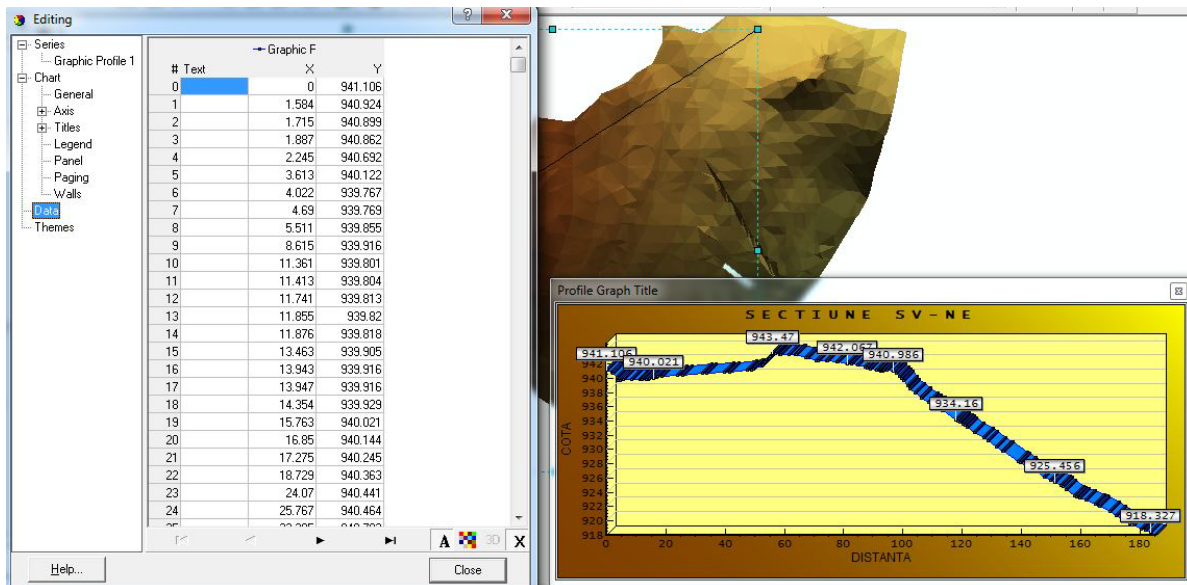 Editing
Series
Graphic Profile 1
Chart
General
Axis
Titles
Legend
Panel
Paging
Walls
Data
Themes
Graphic F
# Text X Y
0 0 941.106
1 1.584 940.924
2 1.715 940.899
3 1.887 940.862
4 2.245 940.692
5 3.613 940.122
6 4.022 939.767
7 4.69 939.769
8 5.511 939.855
9 8.615 939.916
10 11.361 939.801
11 11.413 939.804
12 11.741 939.813
13 11.855 939.82
14 11.876 939.818
15 13.463 939.905
16 13.943 939.916
17 13.947 939.916
18 14.354 939.929
19 15.763 940.021
20 16.85 940.144
21 17.275 940.245
22 18.729 940.363
23 24.07 940.441
24 25.767 940.464
A 3D X
Help...
Close
Profile Graph Title
SECTIUNE SV-NE
943.47
941.106
940.021
942.067
940.986
934.16
925.456
918.327
COTA
942
940
938
936
934
932
930
928
926
924
922
920
918
0 20 40 60 80 100 120 140 160 180
DISTANTA